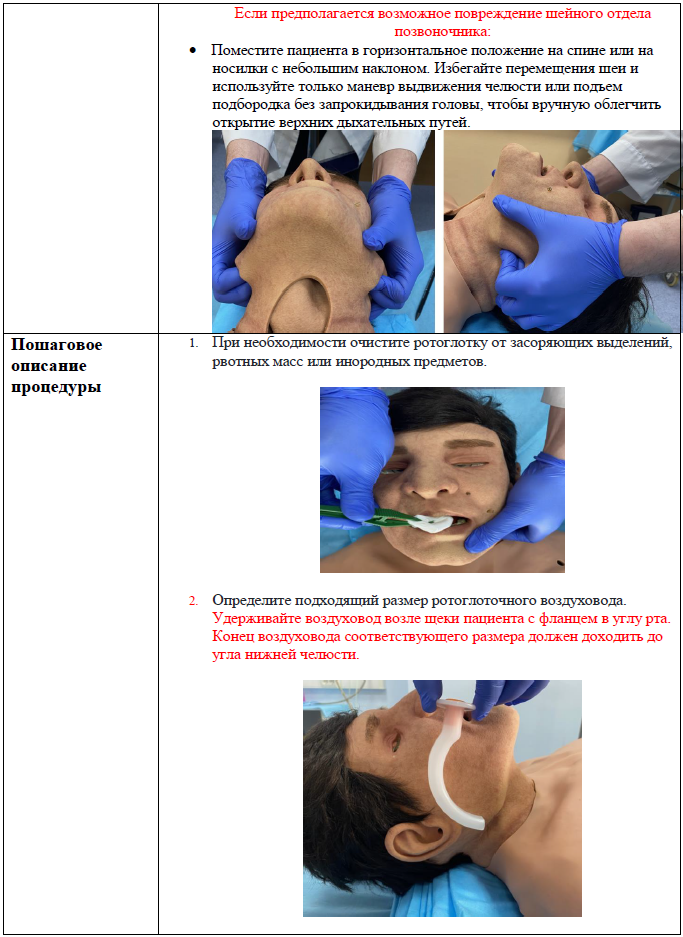 Если предполагается возможное повреждение шейного отдела
позвоночника:
● Поместите пациента в горизонтальное положение на спине или на
носилки с небольшим наклоном. Избегайте перемещения шеи и
используйте только маневр выдвижения челюсти или подъем
подбородка без запрокидывания головы, чтобы вручную облегчить
открытие верхних дыхательных путей.
Пошаговое
описание
процедуры
1. При необходимости очистите ротоглотку от засоряющих выделений,
рвотных масс или инородных предметов.
2. Определите подходящий размер ротоглоточного воздуховода.
Удерживайте воздуховод возле щеки пациента с фланцем в углу рта.
Конец воздуховода соответствующего размера должен доходить до
угла нижней челюсти.